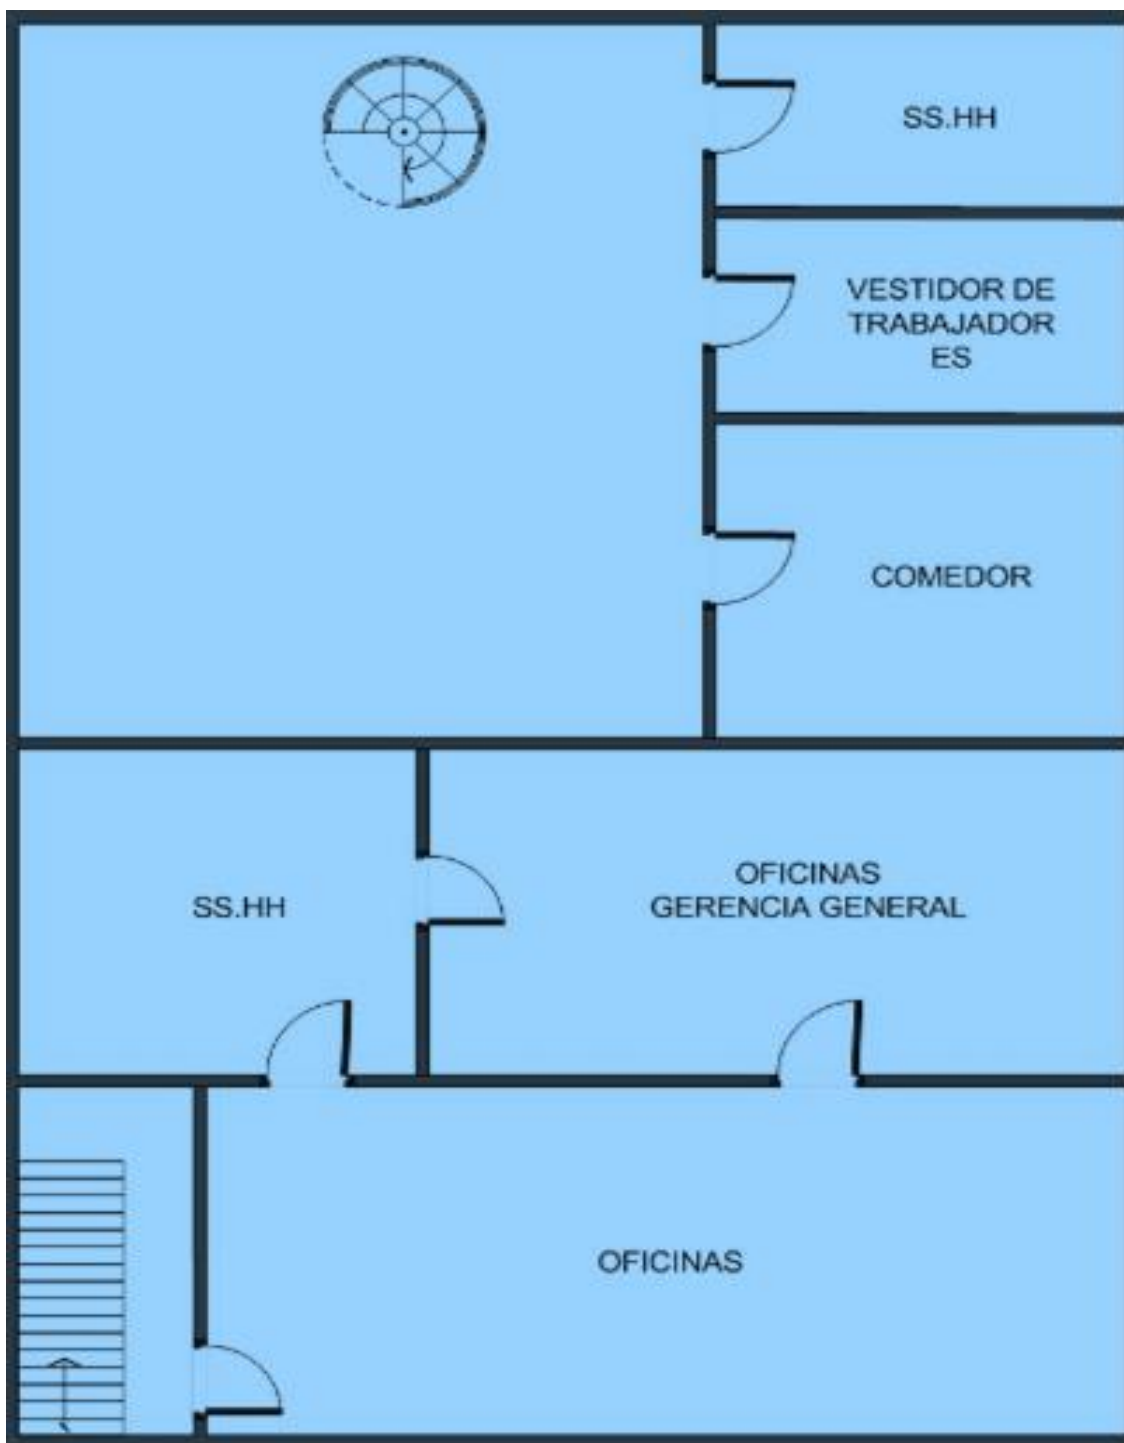 SS.HH
VESTIDOR DE
TRABAJADOR
ES
COMEDOR
OFICINAS
GERENCIA GENERAL
SS.HH
OFICINAS